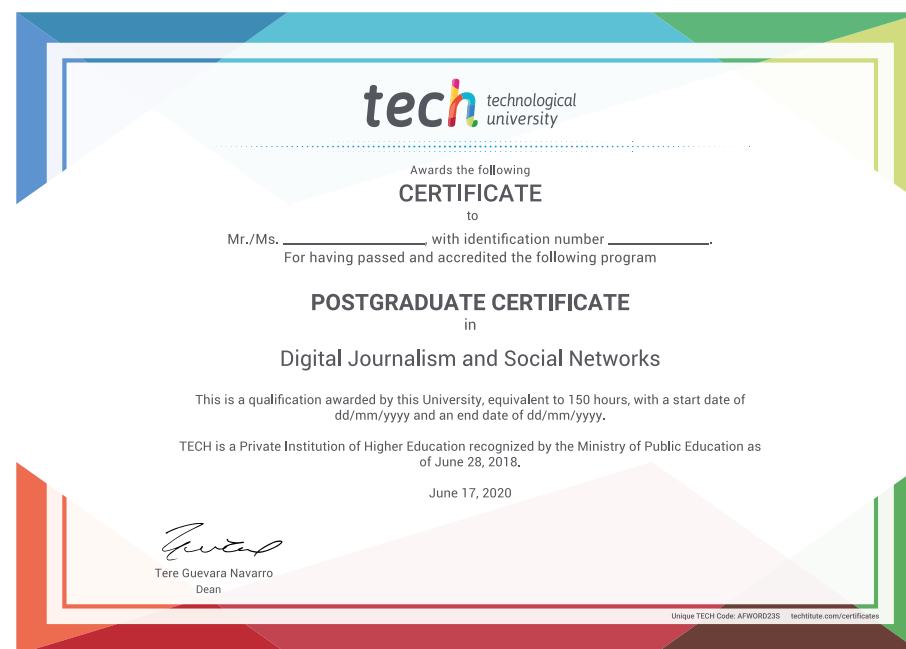 tech technological
university
Awards the following
CERTIFICATE
to
Mr./Ms. ____________________, with identification number ______________.
For having passed and accredited the following program
POSTGRADUATE CERTIFICATE
in
Digital Journalism and Social Networks
This is a qualification awarded by this University, equivalent to 150 hours, with a start date of
dd/mm/yyyy and an end date of dd/mm/yyyy.
TECH is a Private Institution of Higher Education recognized by the Ministry of Public Education as
of June 28, 2018.
June 17, 2020
Tere Guevara Navarro
Dean
Unique TECH Code: AFWORD23S techtitute.com/certificates